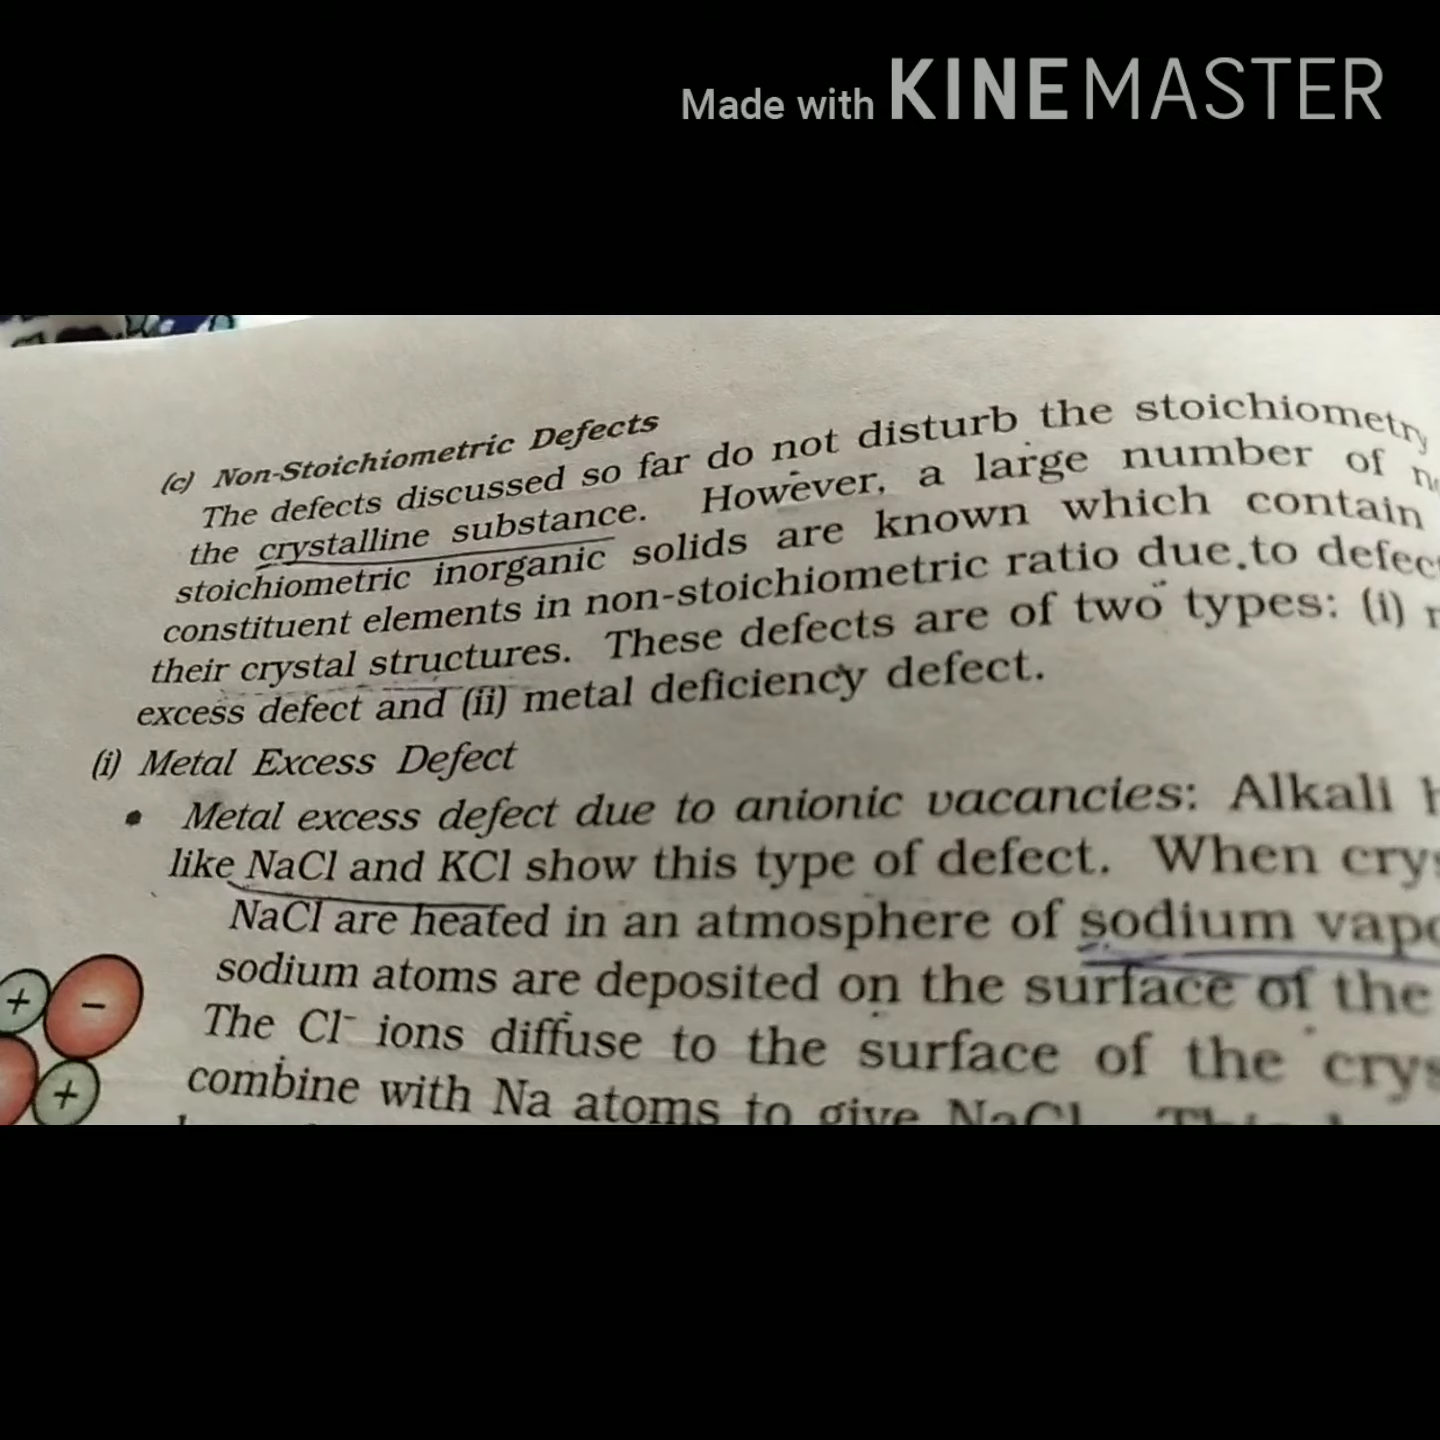 Made with KINEMASTER
(c) Non-Stoichiometric Defects
The defects discussed so far do not disturb the stoichiometry
the crystalline substance. However, a large number of
stoichiometric inorganic solids are known which contain
constituent elements in non-stoichiometric ratio due to defec
their crystal structures. These defects are of two types: (i)
excess defect and (ii) metal deficiency defect.
(i) Metal Excess Defect
• Metal excess defect due to anionic vacancies: Alkali
like NaCl and KCl show this type of defect. When crys
NaCl are heated in an atmosphere of sodium vapo
sodium atoms are deposited on the surface of the
The Cl⁻ ions diffuse to the surface of the crys
combine with Na atoms to give NaCl.
+ −
+